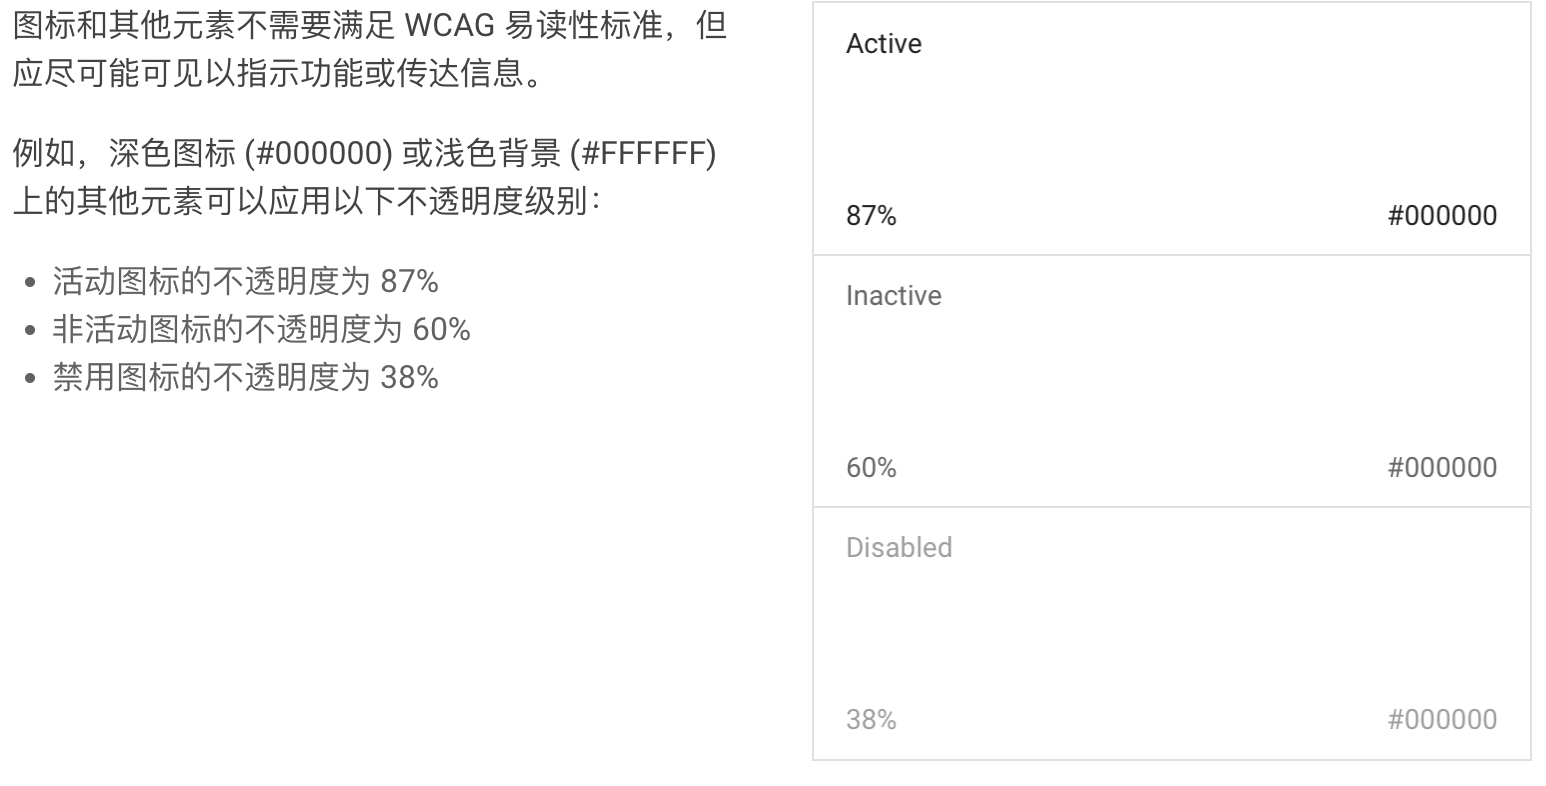 图标和其他元素不需要满足 WCAG 易读性标准，但
应尽可能可见以指示功能或传达信息。
例如，深色图标 (#000000) 或浅色背景 (#FFFFFF)
上的其他元素可以应用以下不透明度级别：
• 活动图标的不透明度为 87%
• 非活动图标的不透明度为 60%
• 禁用图标的不透明度为 38%
Active
87% #000000
Inactive
60% #000000
Disabled
38% #000000